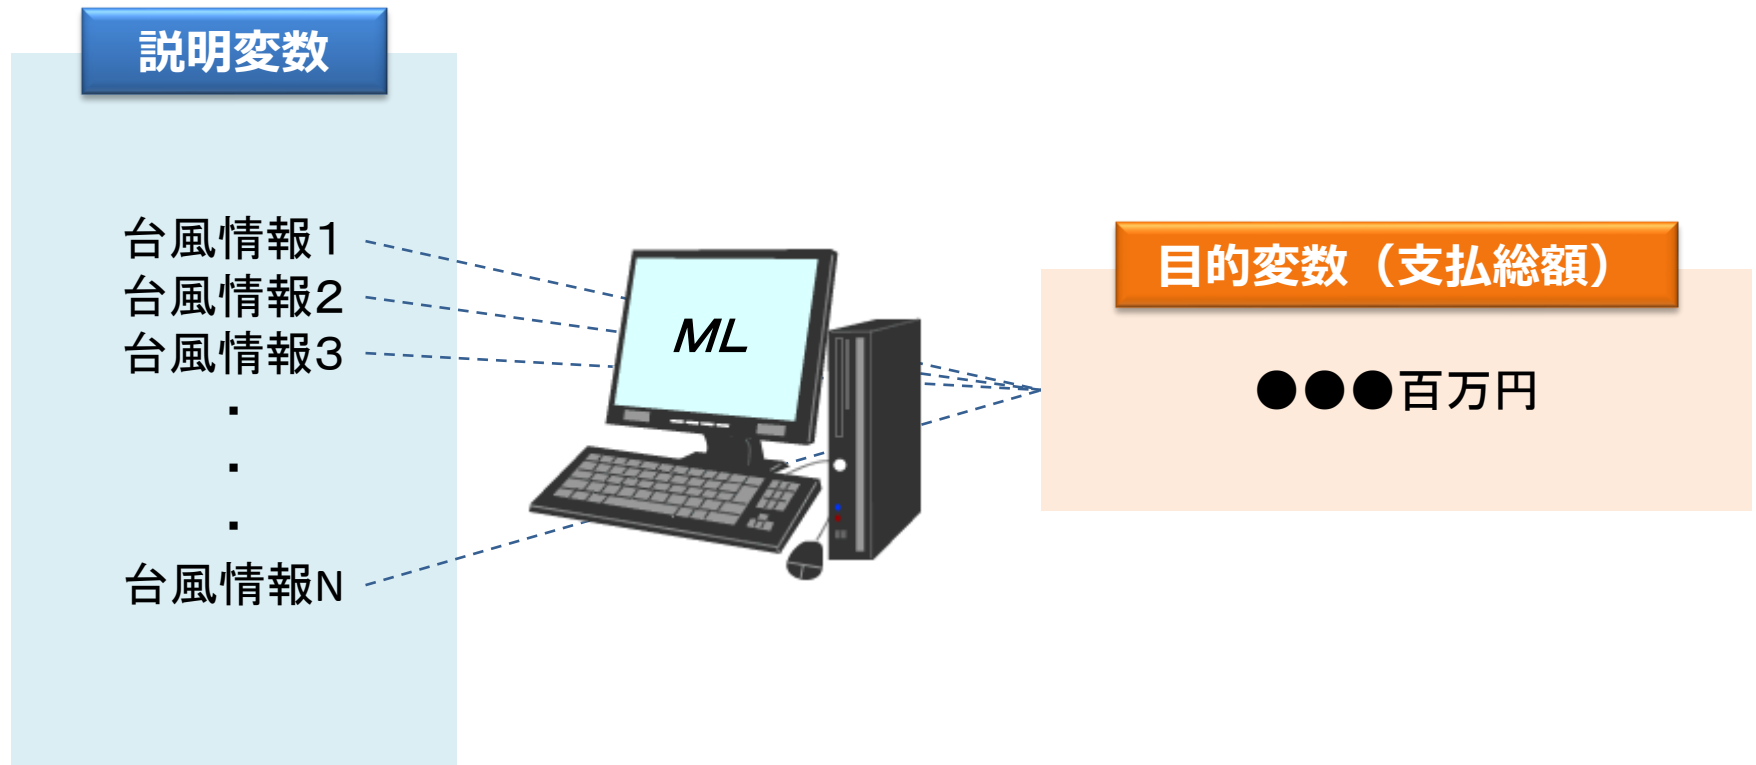 説明変数
台風情報1
台風情報2
台風情報3
・
・
・
台風情報N
ML
目的変数（支払総額）
●●●百万円